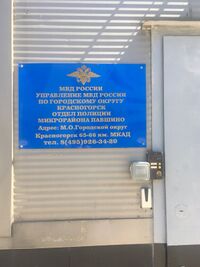 МВД РОССИИ
УПРАВЛЕНИЕ МВД РОССИИ
ПО ГОРОДСКОМУ ОКРУГУ
КРАСНОГОРСК
ОТДЕЛ ПОЛИЦИИ
МИКРОРАЙОНА ПАВШИНО
Адрес: М.О.Городской округ
Красногорск 65-66 км. МКАД
тел. 8(495)926-34-20